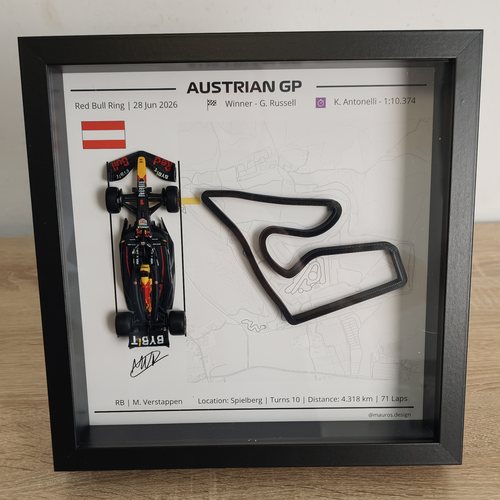 AUSTRIAN GP
Red Bull Ring | 28 Jun 2026 Winner - G. Russell K. Antonelli - 1:10.374
BYBIT
RB | M. Verstappen Location: Spielberg | Turns 10 | Distance: 4.318 km | 71 Laps
@mauros.design